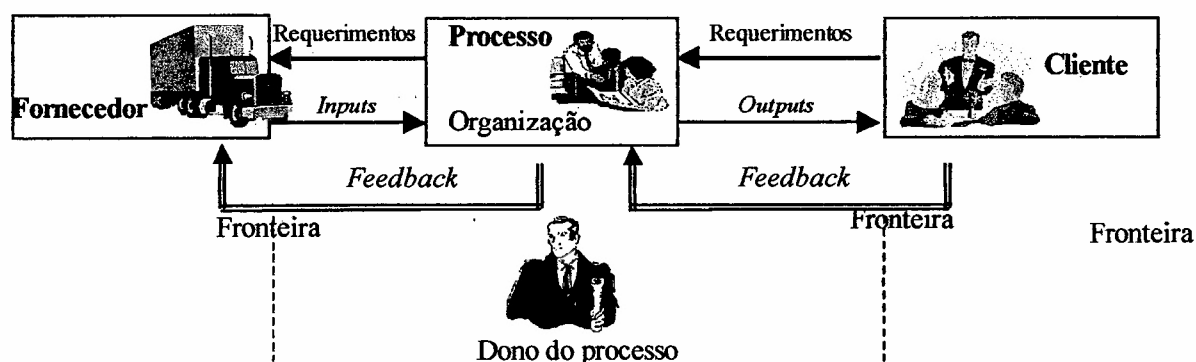 Requerimentos
Processo
Requerimentos
Cliente
Fornecedor
Inputs
Organização
Outputs
Feedback
Feedback
Fronteira
Fronteira
Fronteira
Dono do processo